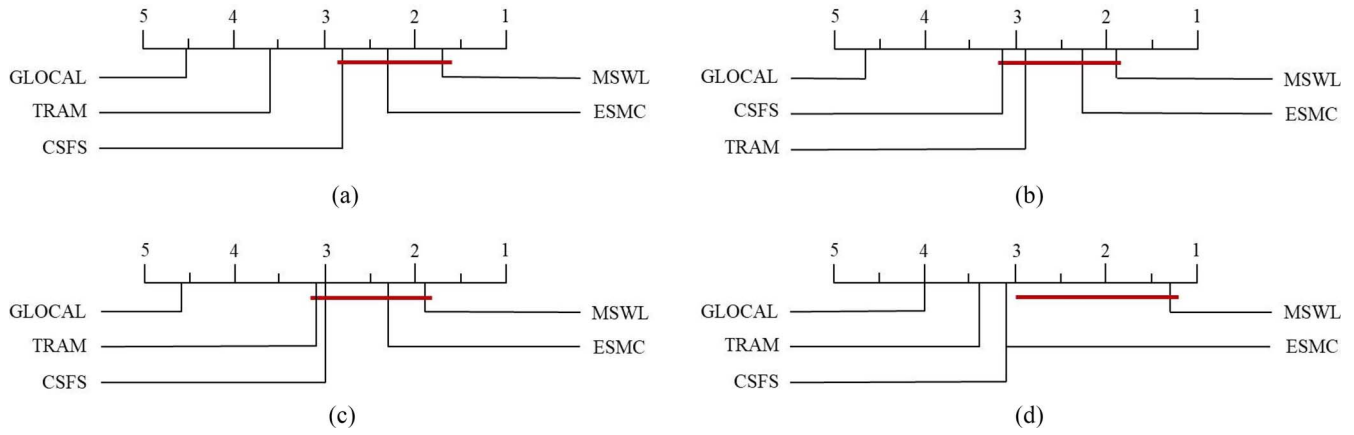 5 4 3 2 1
GLOCAL MSWL
TRAM ESMC
CSFS
(a)
5 4 3 2 1
GLOCAL MSWL
CSFS ESMC
TRAM
(b)
5 4 3 2 1
GLOCAL MSWL
TRAM ESMC
CSFS
(c)
5 4 3 2 1
GLOCAL MSWL
TRAM ESMC
CSFS
(d)